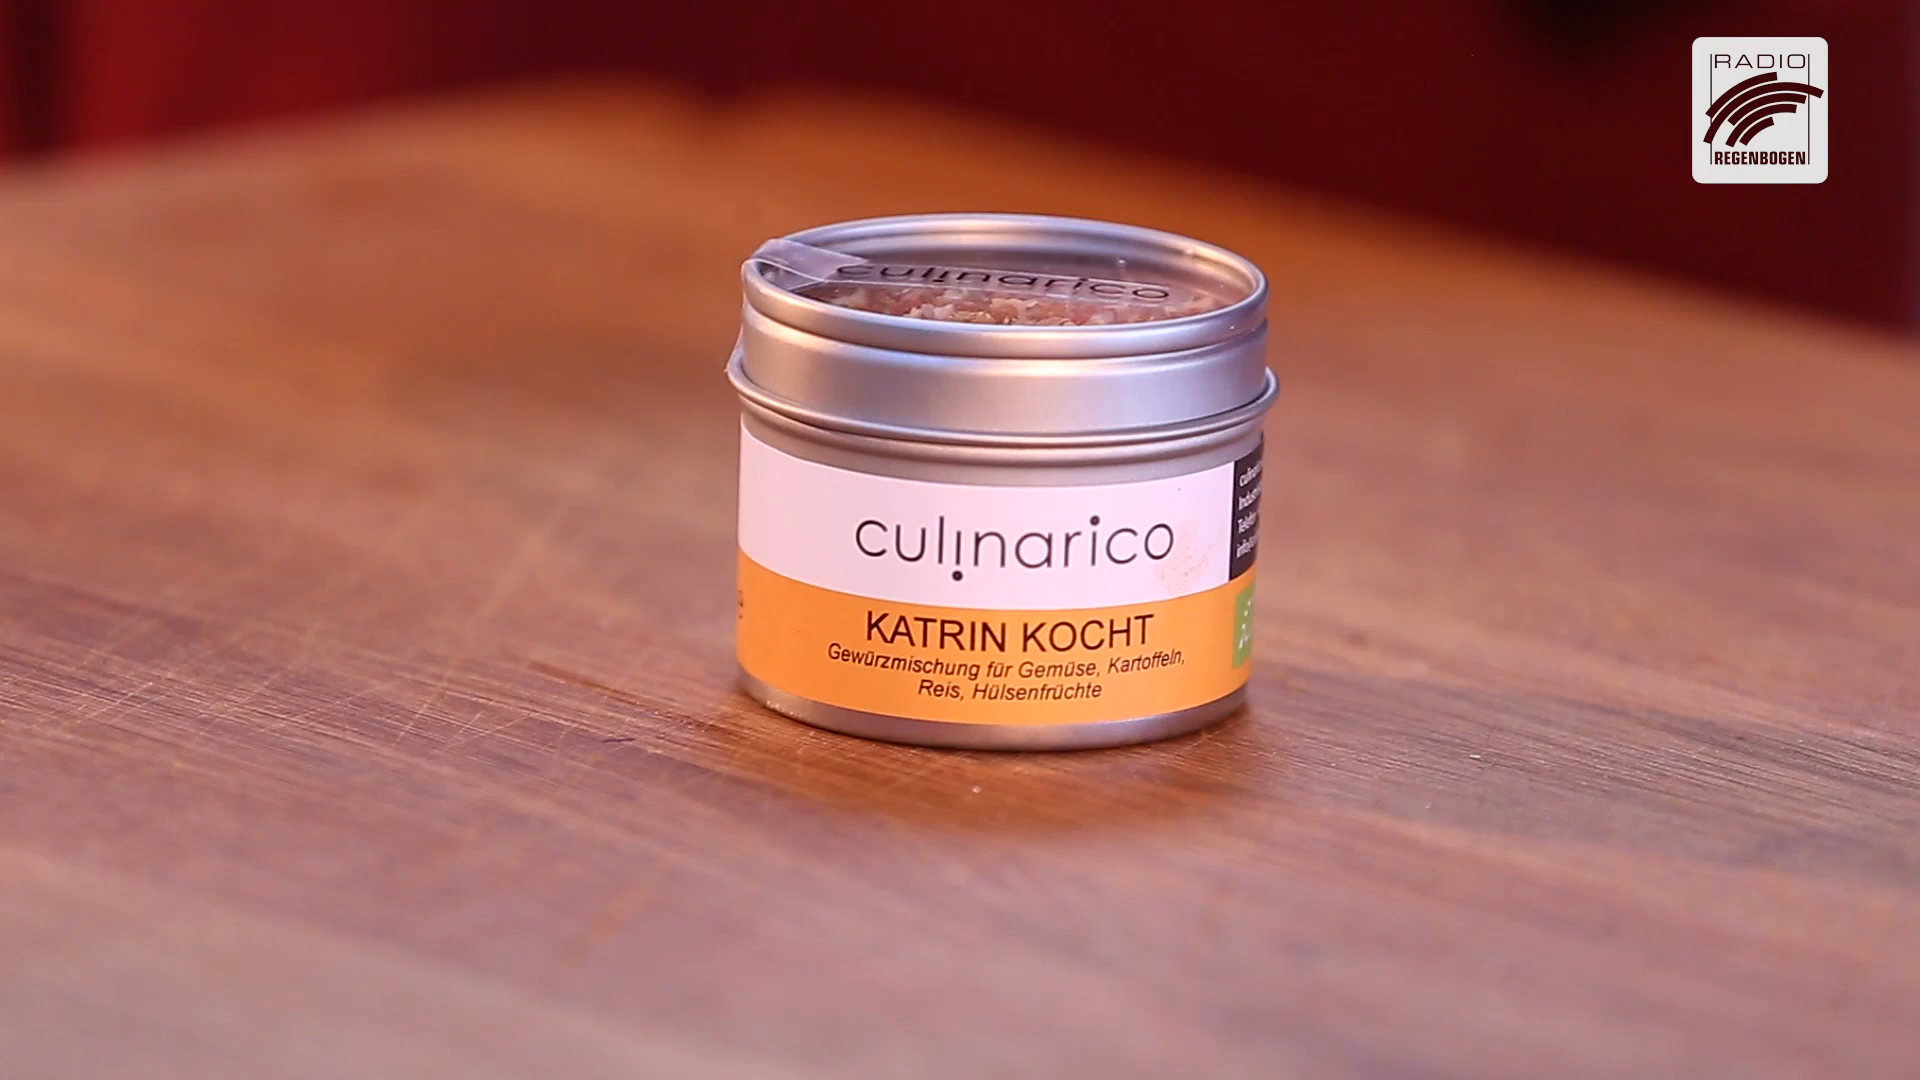 RADIO
REGENBOGEN
culinarico
culinarico
KATRIN KOCHT
Gewürzmischung für Gemüse, Kartoffeln,
Reis, Hülsenfrüchte